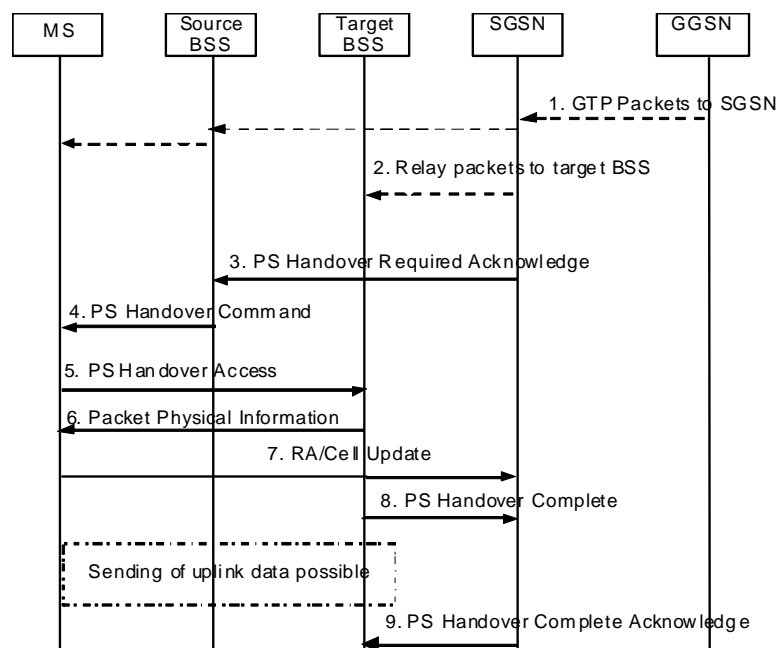 MS
Source
BSS
Target
BSS
SGSN
GGSN
1. GTP Packets to SGSN
2. Relay packets to target BSS
3. PS Handover Required Acknowledge
4. PS Handover Command
5. PS Handover Access
6. Packet Physical Information
7. RA/Cell Update
8. PS Handover Complete
Sending of uplink data possible
9. PS Handover Complete Acknowledge